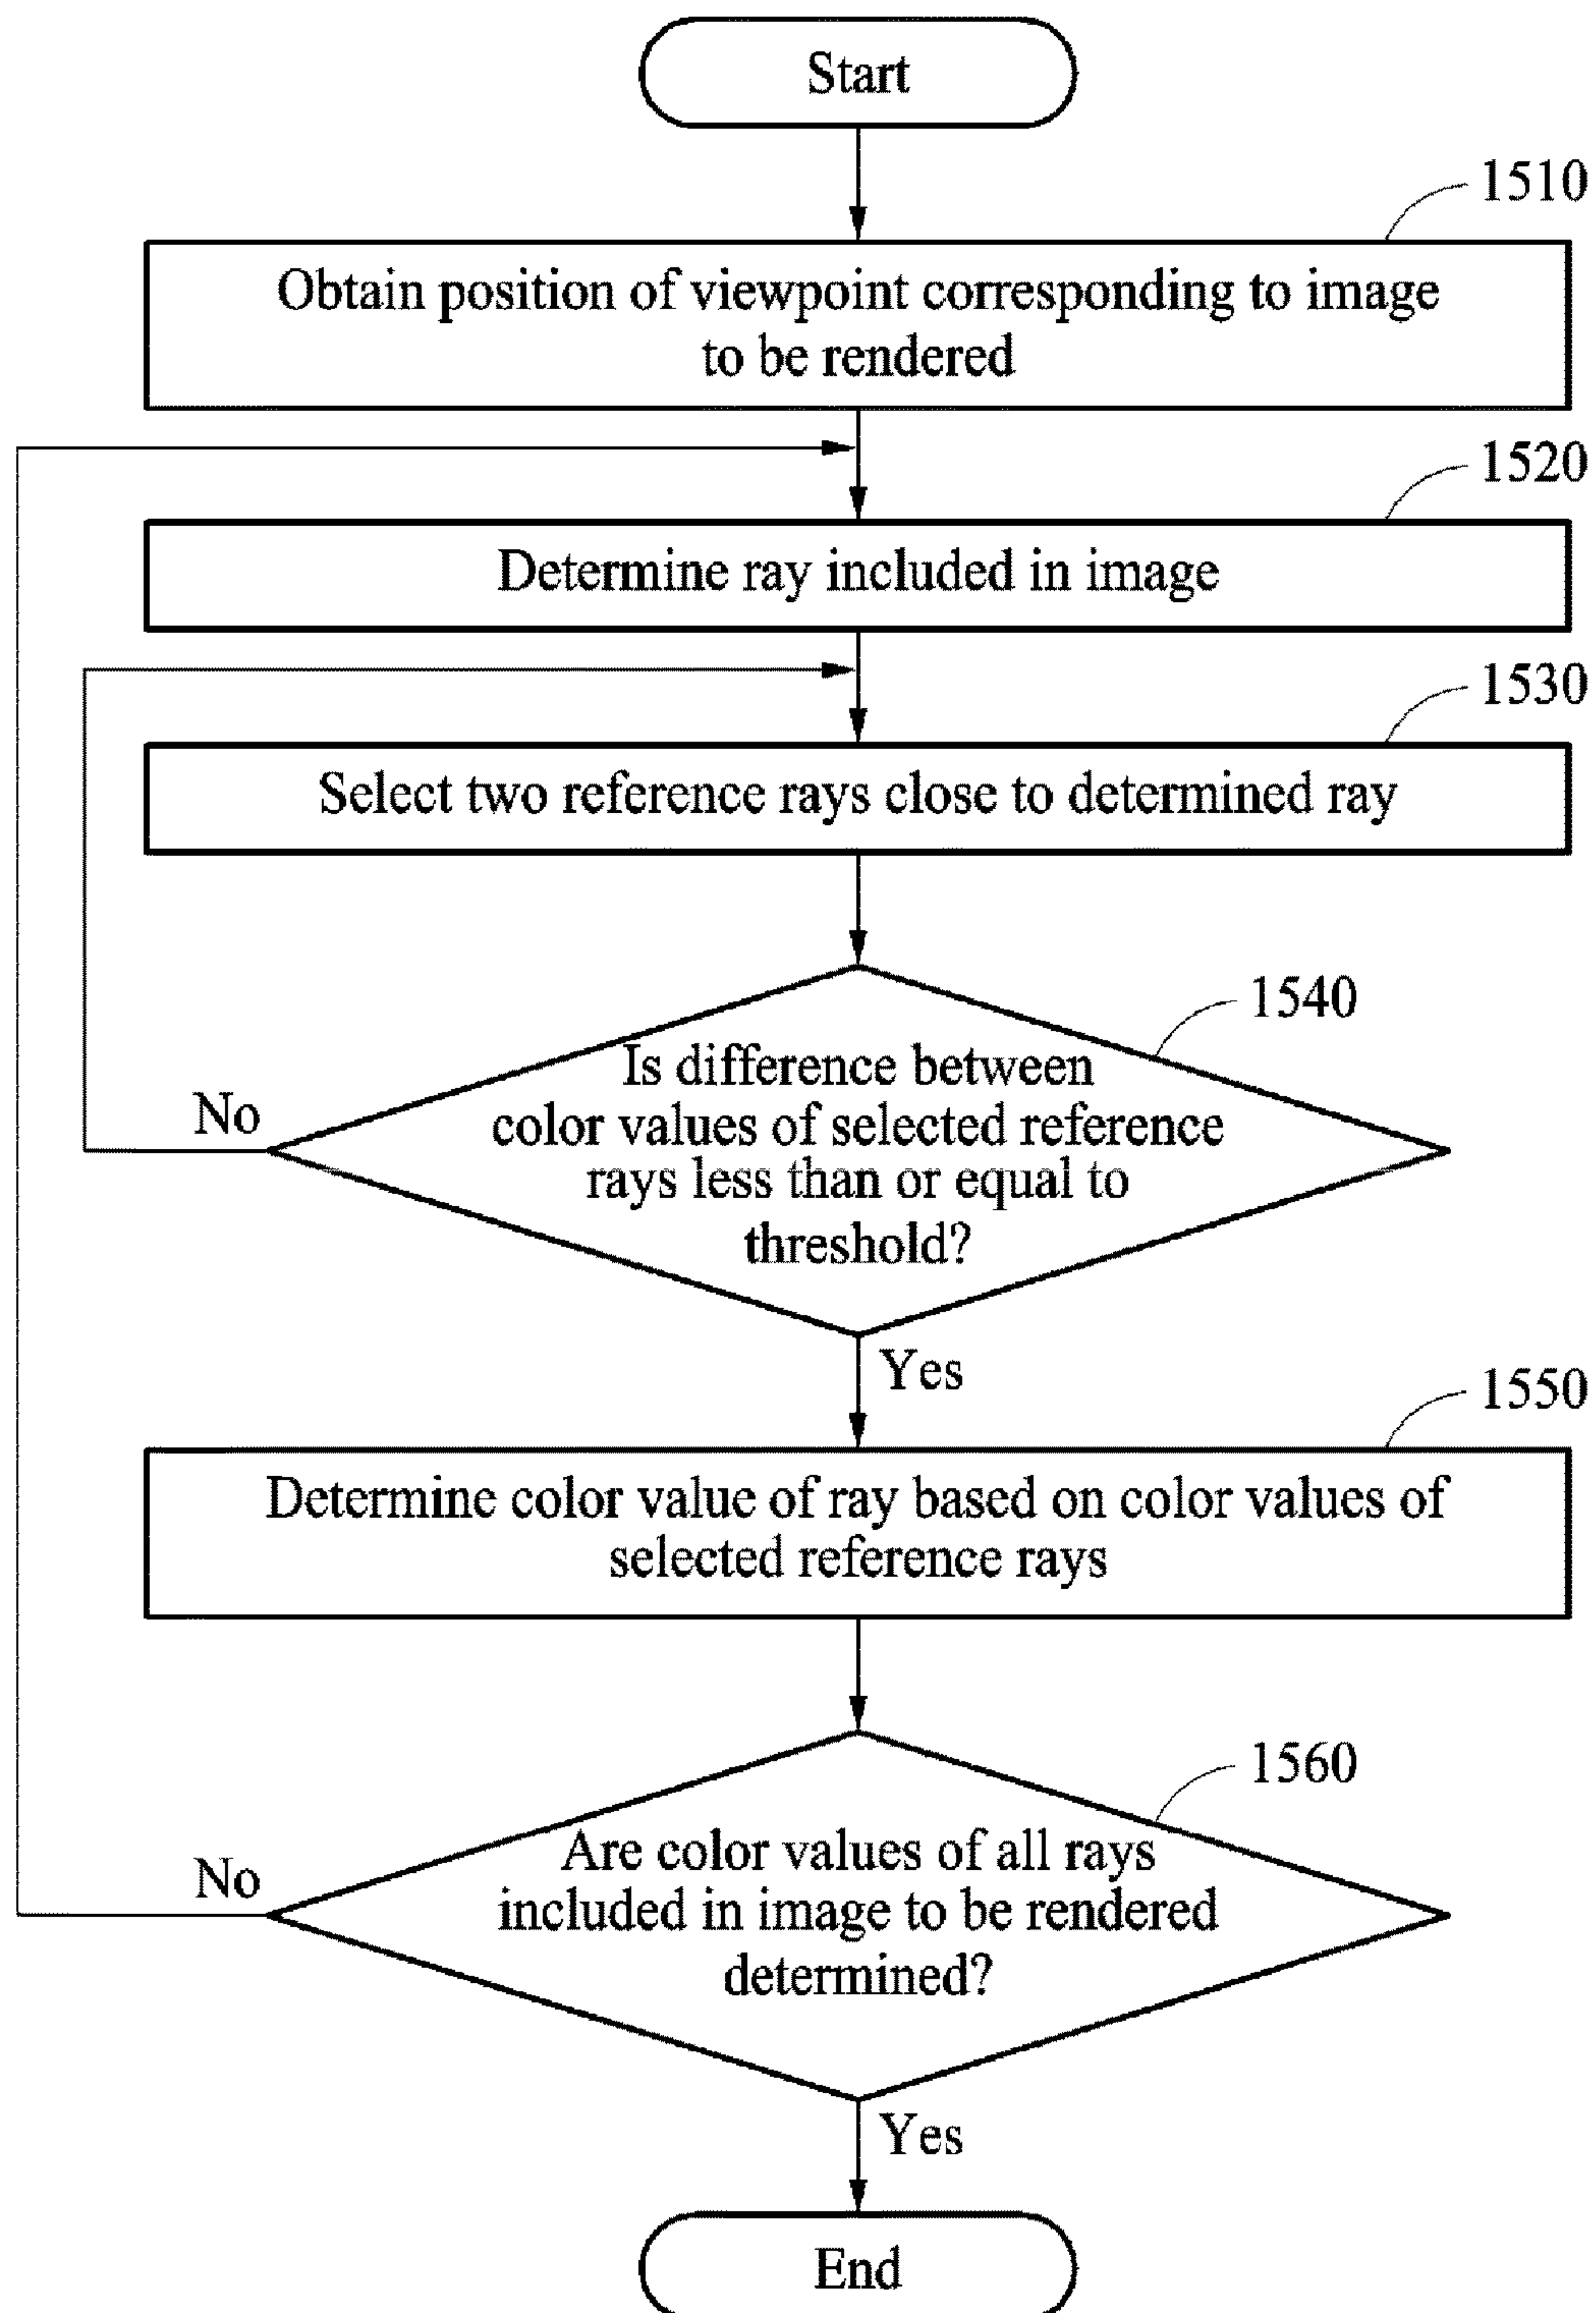 Start
1510
Obtain position of viewpoint corresponding to image
to be rendered
1520
Determine ray included in image
1530
Select two reference rays close to determined ray
1540
Is difference between
color values of selected reference
rays less than or equal to
threshold?
No
Yes
1550
Determine color value of ray based on color values of
selected reference rays
1560
Are color values of all rays
included in image to be rendered
determined?
No
Yes
End